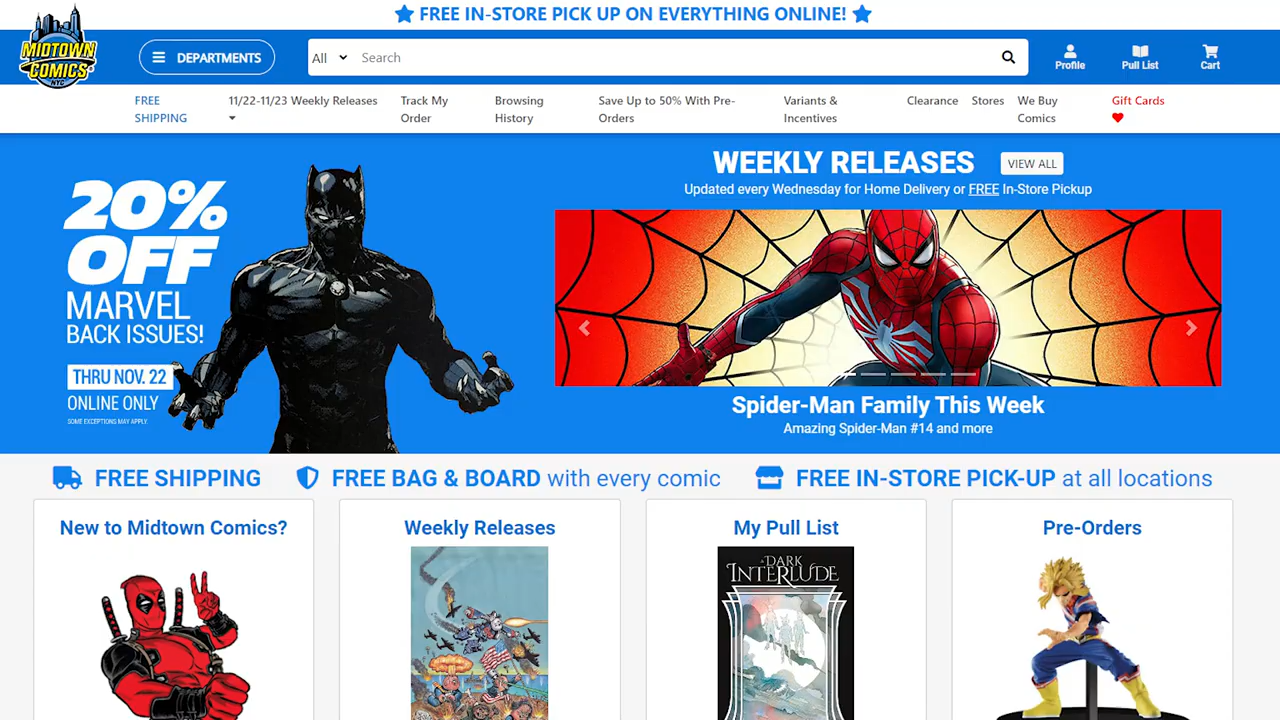 FREE IN-STORE PICK UP ON EVERYTHING ONLINE!
MIDTOWN
COMICS
NYC
DEPARTMENTS
All
Search
Profile
Pull List
Cart
FREE
SHIPPING
11/22-11/23 Weekly Releases
Track My
Order
Browsing
History
Save Up to 50% With Pre-
Orders
Variants &
Incentives
Clearance
Stores
We Buy
Comics
Gift Cards
20%
OFF
MARVEL
BACK ISSUES!
THRU NOV. 22
ONLINE ONLY
SOME EXCEPTIONS MAY APPLY.
WEEKLY RELEASES
VIEW ALL
Updated every Wednesday for Home Delivery or FREE In-Store Pickup
Spider-Man Family This Week
Amazing Spider-Man #14 and more
FREE SHIPPING
FREE BAG & BOARD with every comic
FREE IN-STORE PICK-UP at all locations
New to Midtown Comics?
Weekly Releases
My Pull List
A DARK
INTERLUDE
Pre-Orders